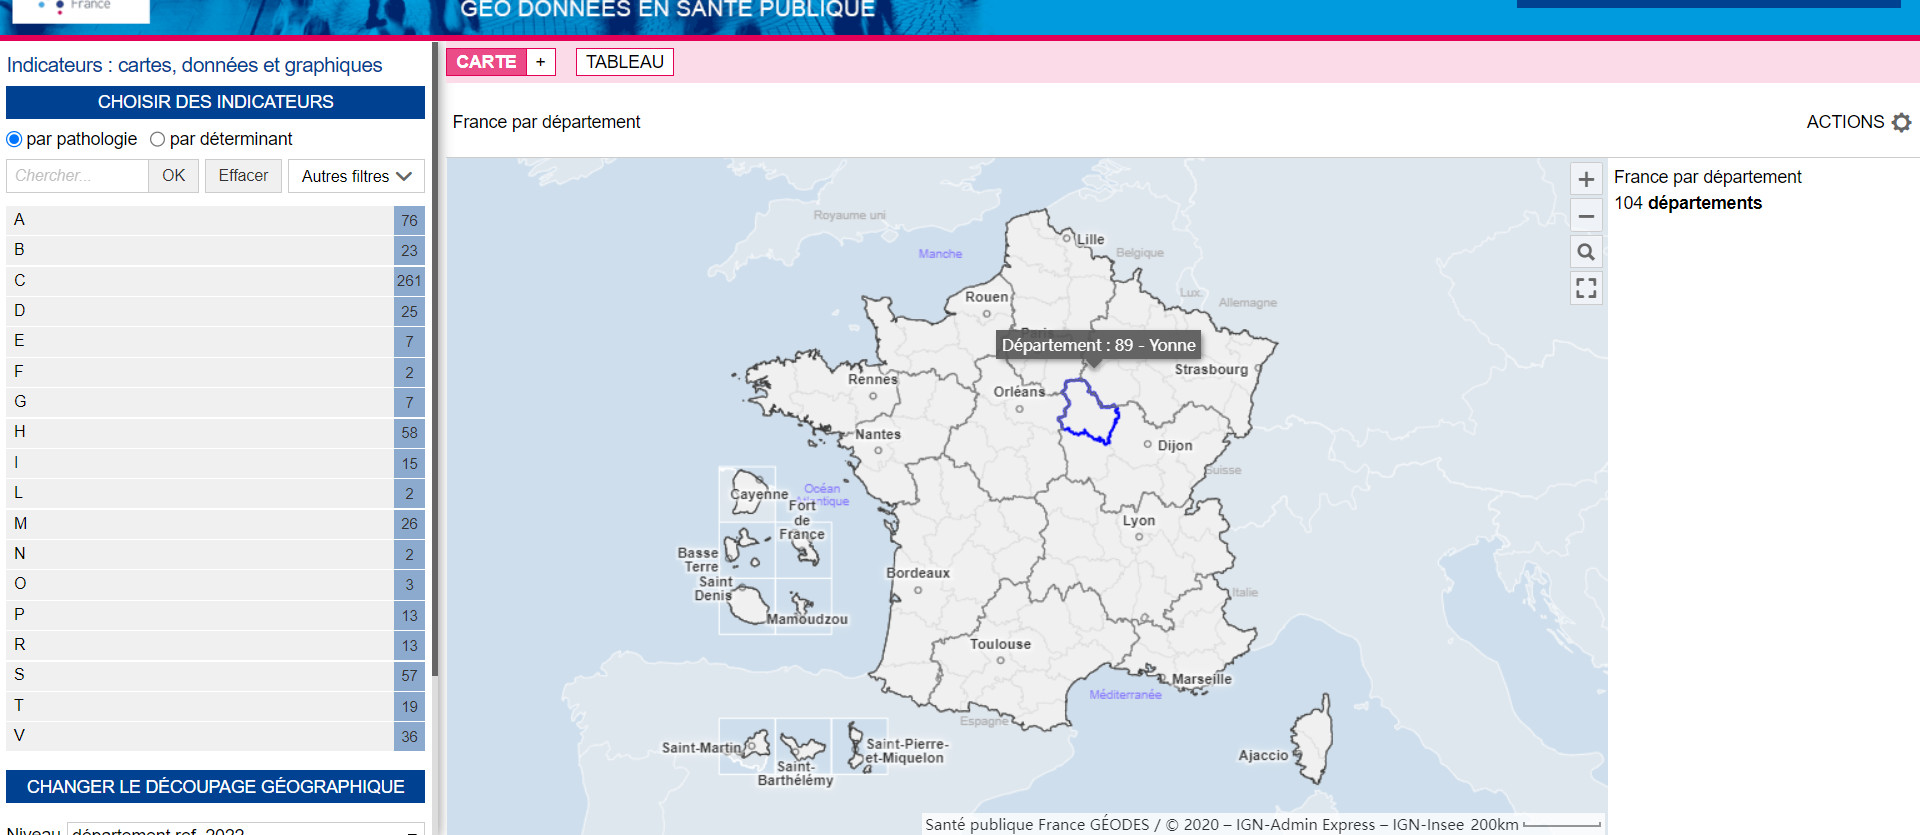 France
GÉO DONNÉES EN SANTÉ PUBLIQUE
Indicateurs : cartes, données et graphiques
CHOISIR DES INDICATEURS
par pathologie par déterminant
Chercher... OK Effacer Autres filtres
A 76
B 23
C 261
D 25
E 7
F 2
G 7
H 58
I 15
L 2
M 26
N 2
O 3
P 13
R 13
S 57
T 19
V 36
CHANGER LE DÉCOUPAGE GÉOGRAPHIQUE
Niveau département ref. 2022
CARTE + TABLEAU
France par département
ACTIONS
Royaume uni
Manche
Lille
Belgique
Lux.
Allemagne
Rouen
Paris
Département : 89 - Yonne
Strasbourg
Rennes
Orléans
Nantes
Dijon
Suisse
Océan
Atlantique
Cayenne
Fort
de
France
Lyon
Basse
Terre
Saint
Denis
Mamoudzou
Bordeaux
Italie
Toulouse
Marseille
Méditerranée
Espagne
Saint-Martin
Saint-
Barthélémy
Saint-Pierre-
et-Miquelon
Ajaccio
Santé publique France GÉODES / © 2020 – IGN-Admin Express – IGN-Insee 200km
+
−
France par département
104 départements